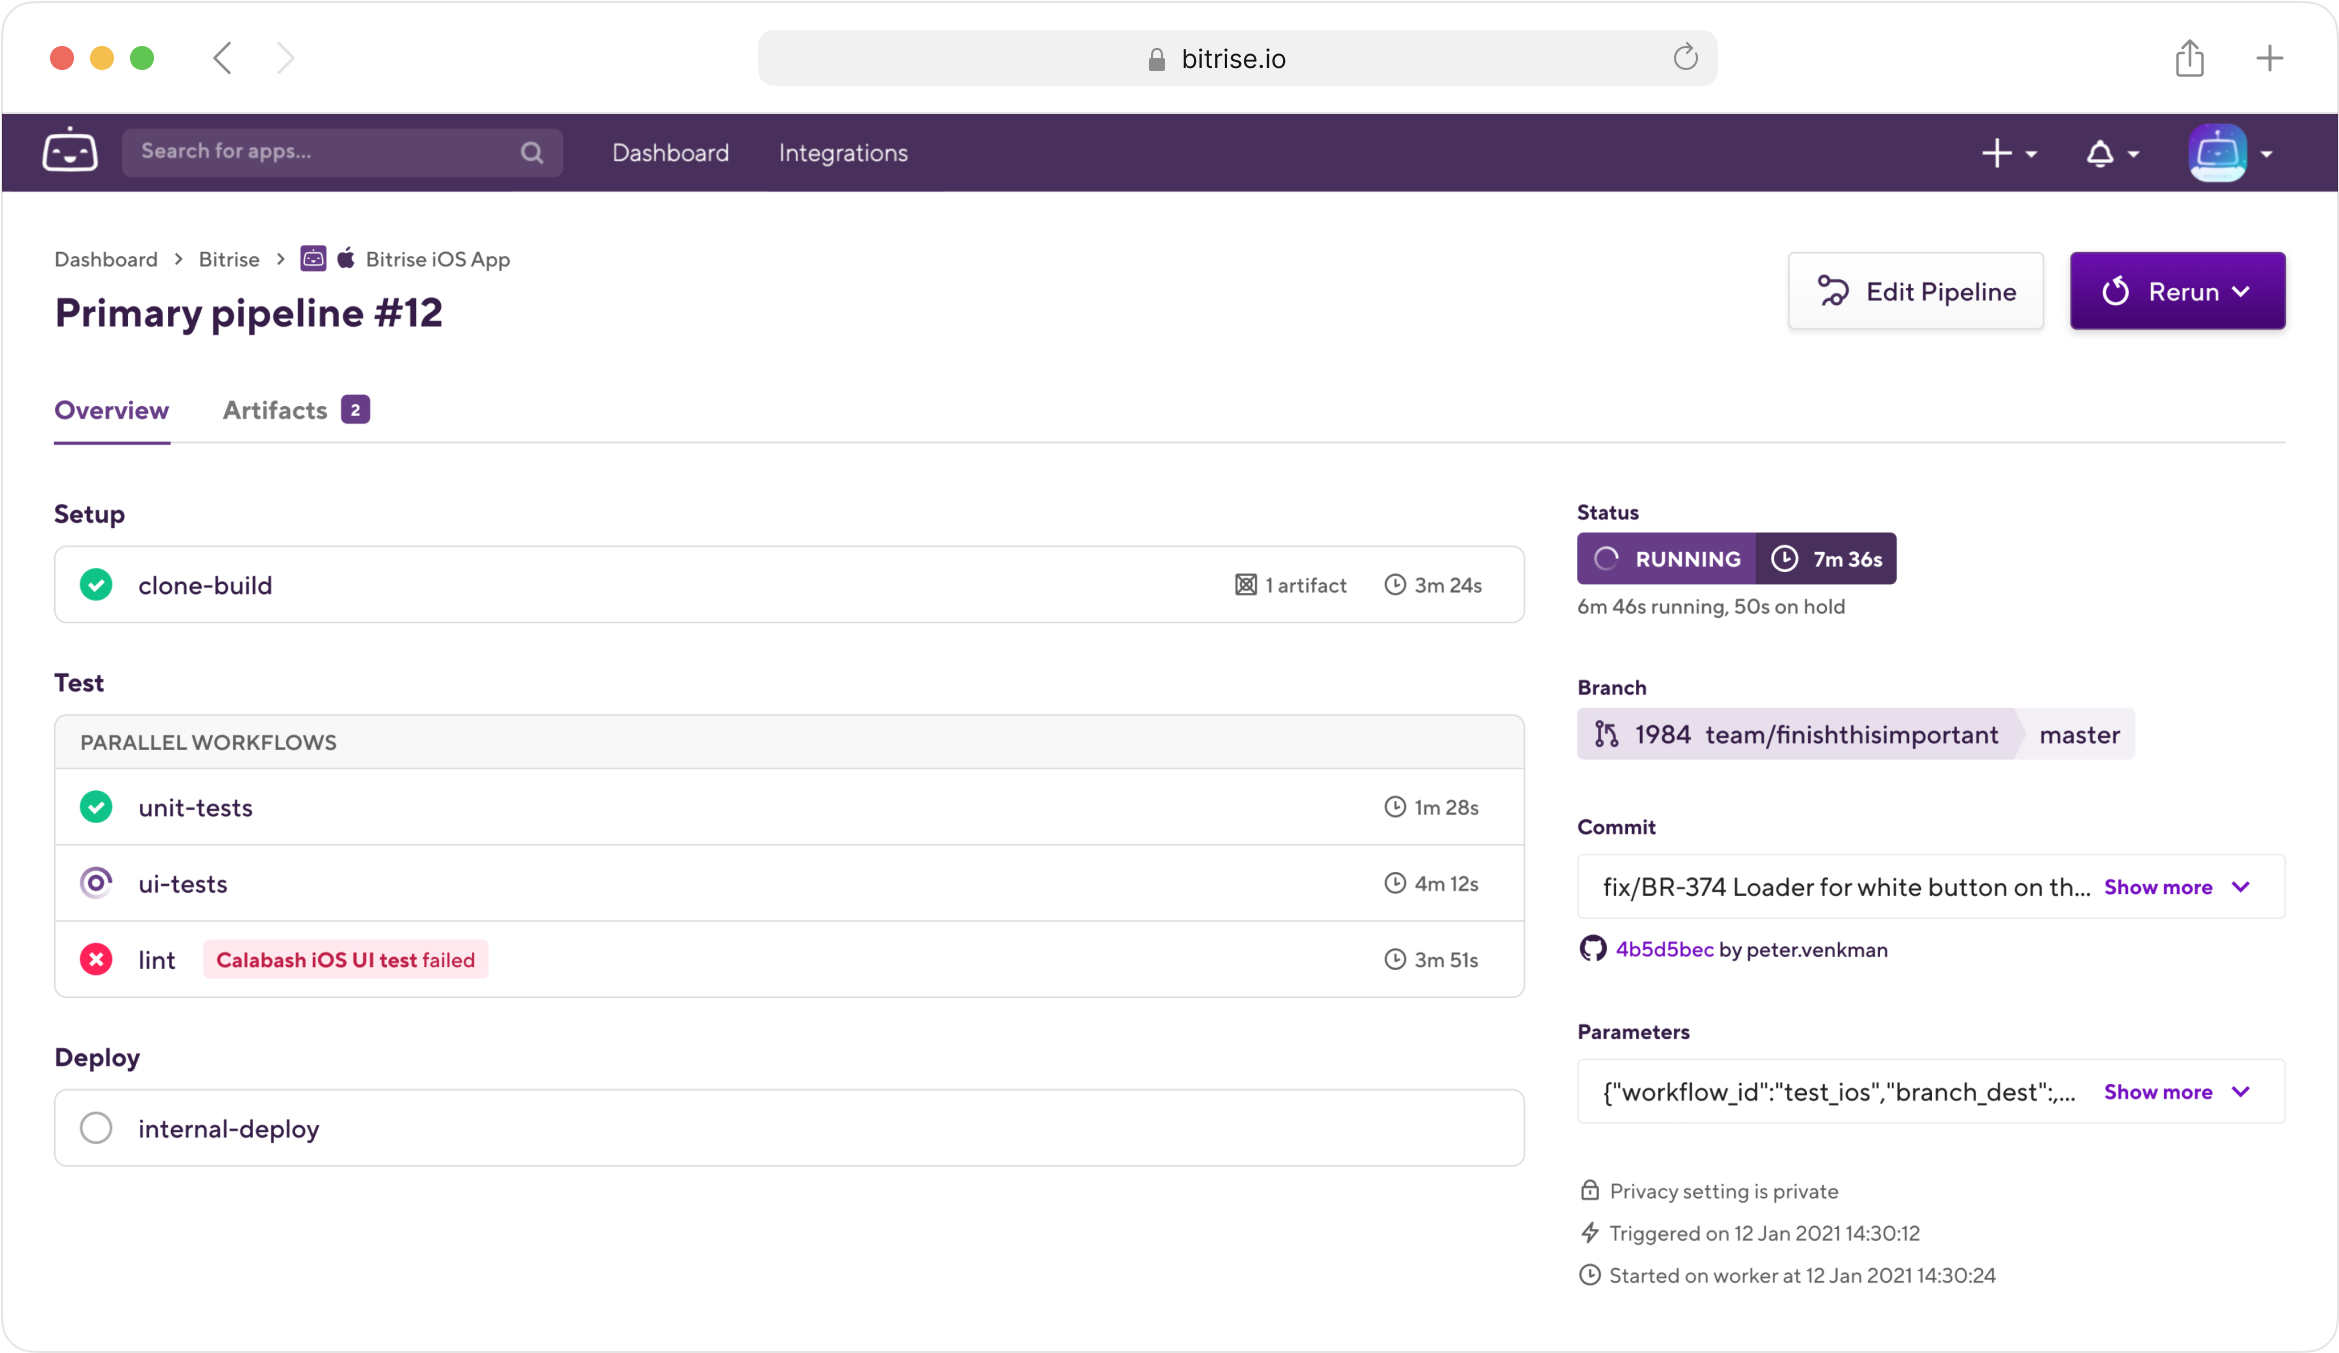 bitrise.io
Search for apps...
Dashboard
Integrations
Dashboard > Bitrise > Bitrise iOS App
Primary pipeline #12
Edit Pipeline
Rerun
Overview
Artifacts 2
Setup
clone-build
1 artifact
3m 24s
Test
PARALLEL WORKFLOWS
unit-tests
1m 28s
ui-tests
4m 12s
lint
Calabash iOS UI test failed
3m 51s
Deploy
internal-deploy
Status
RUNNING
7m 36s
6m 46s running, 50s on hold
Branch
1984 team/finishthisimportant
master
Commit
fix/BR-374 Loader for white button on th...
Show more
4b5d5bec by peter.venkman
Parameters
{"workflow_id":"test_ios","branch_dest":,...
Show more
Privacy setting is private
Triggered on 12 Jan 2021 14:30:12
Started on worker at 12 Jan 2021 14:30:24